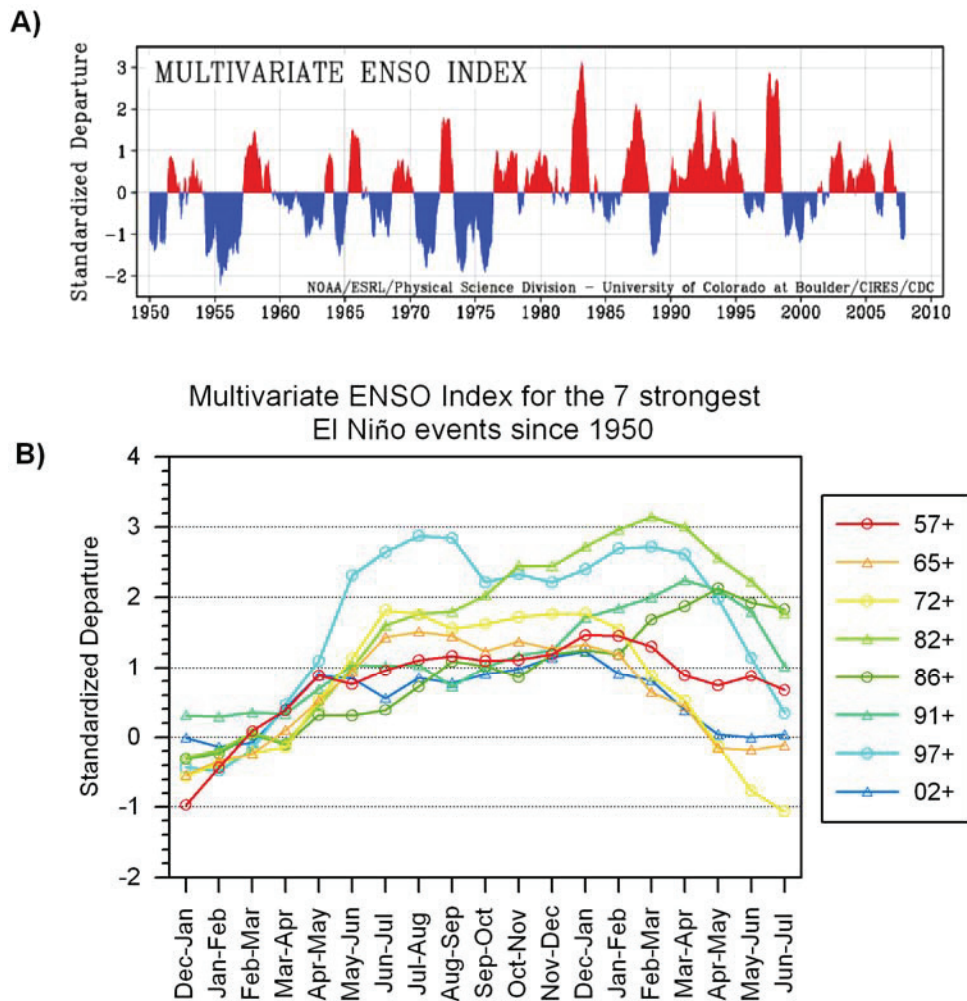 A)
MULTIVARIATE ENSO INDEX
Standardized Departure
3
2
1
0
-1
-2
NOAA/ESRL/Physical Science Division – University of Colorado at Boulder/CIRES/CDC
1950 1955 1960 1965 1970 1975 1980 1985 1990 1995 2000 2005 2010
Multivariate ENSO Index for the 7 strongest
El Niño events since 1950
B)
Standardized Departure
4
3
2
1
0
-1
-2
Dec-Jan
Jan-Feb
Feb-Mar
Mar-Apr
Apr-May
May-Jun
Jun-Jul
Jul-Aug
Aug-Sep
Sep-Oct
Oct-Nov
Nov-Dec
Dec-Jan
Jan-Feb
Feb-Mar
Mar-Apr
Apr-May
May-Jun
Jun-Jul
57+
65+
72+
82+
86+
91+
97+
02+